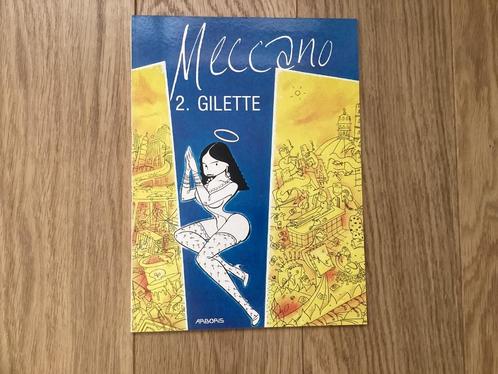 Meccano
2. GILETTE
ARBORIS